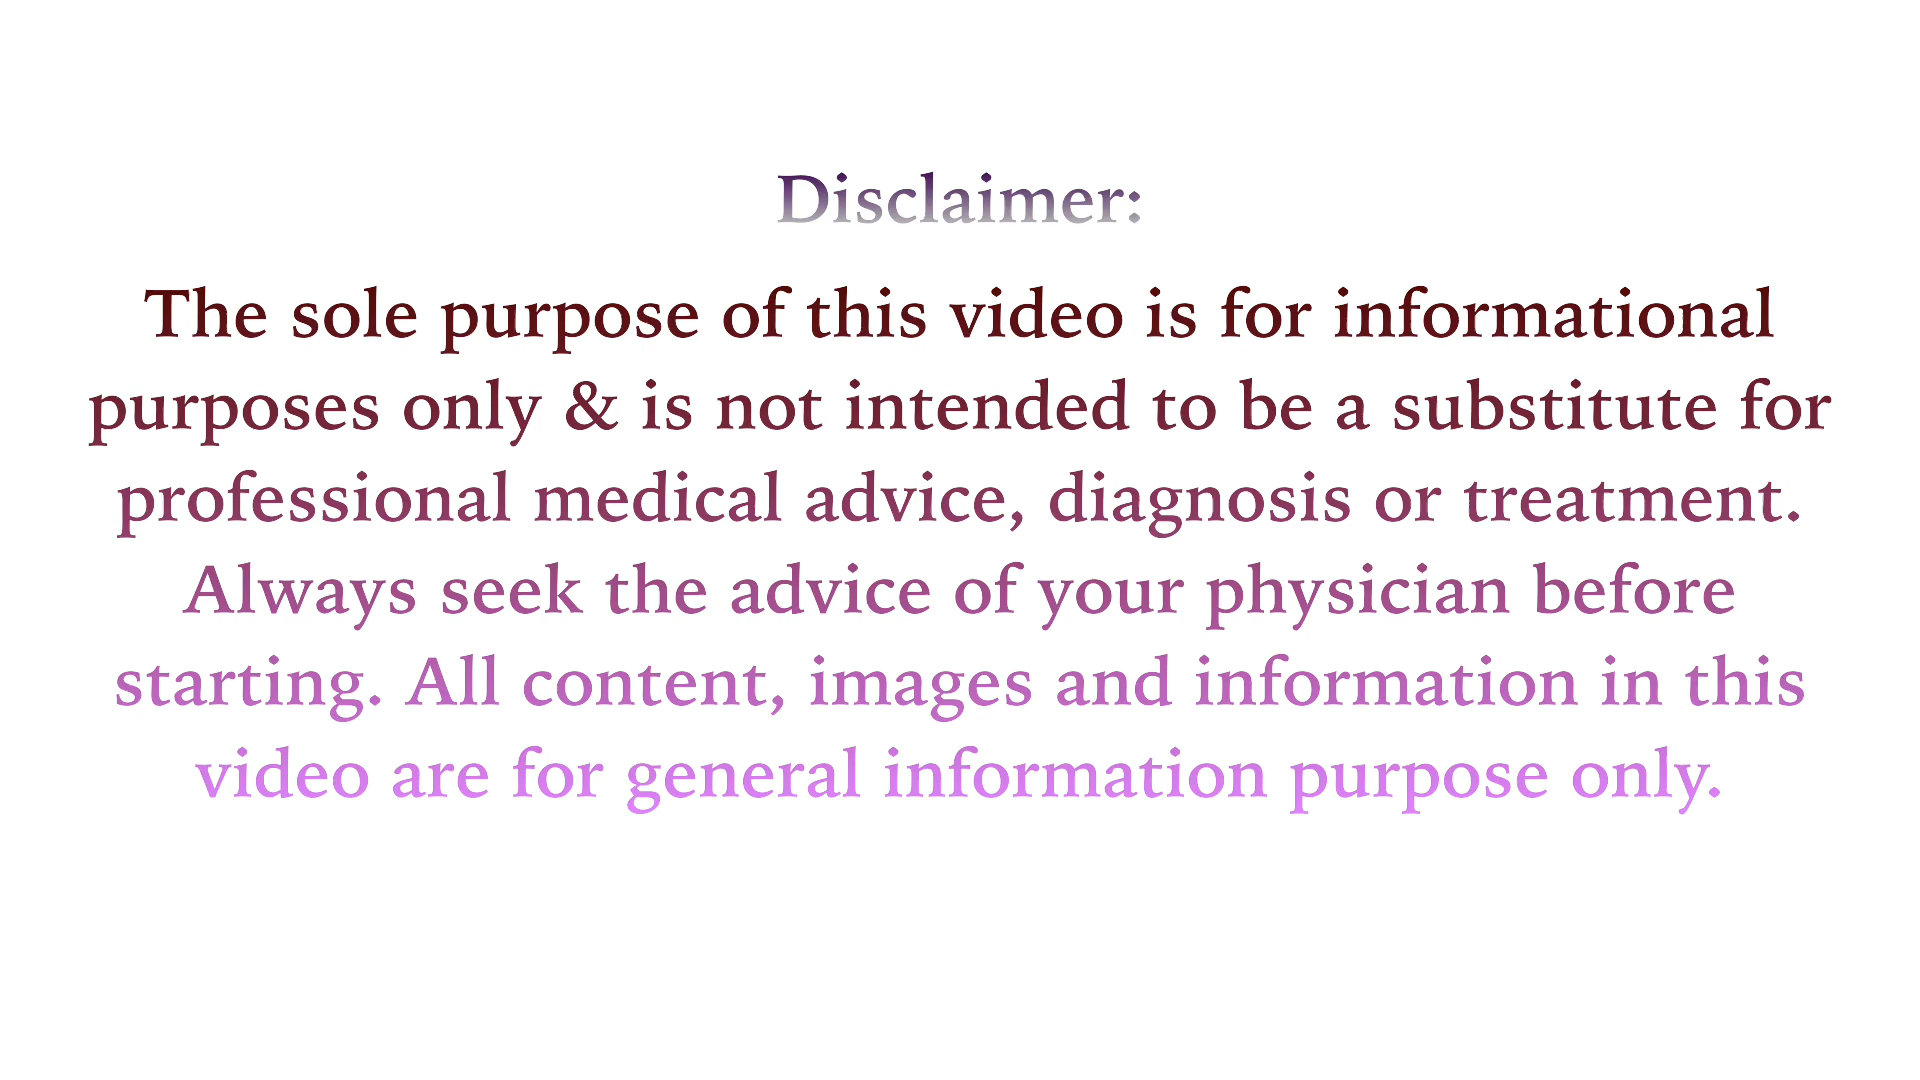 Disclaimer:
The sole purpose of this video is for informational
purposes only & is not intended to be a substitute for
professional medical advice, diagnosis or treatment.
Always seek the advice of your physician before
starting. All content, images and information in this
video are for general information purpose only.